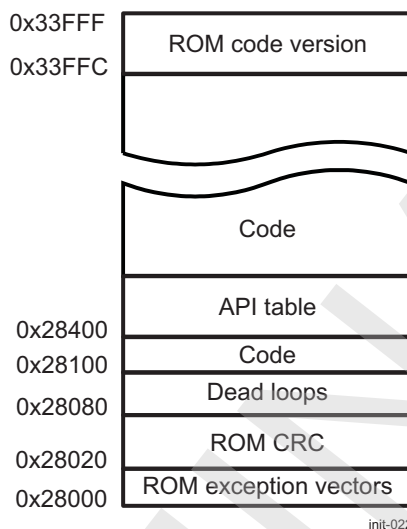 0x33FFF
ROM code version
0x33FFC
Code
API table
0x28400
Code
0x28100
Dead loops
0x28080
ROM CRC
0x28020
ROM exception vectors
0x28000